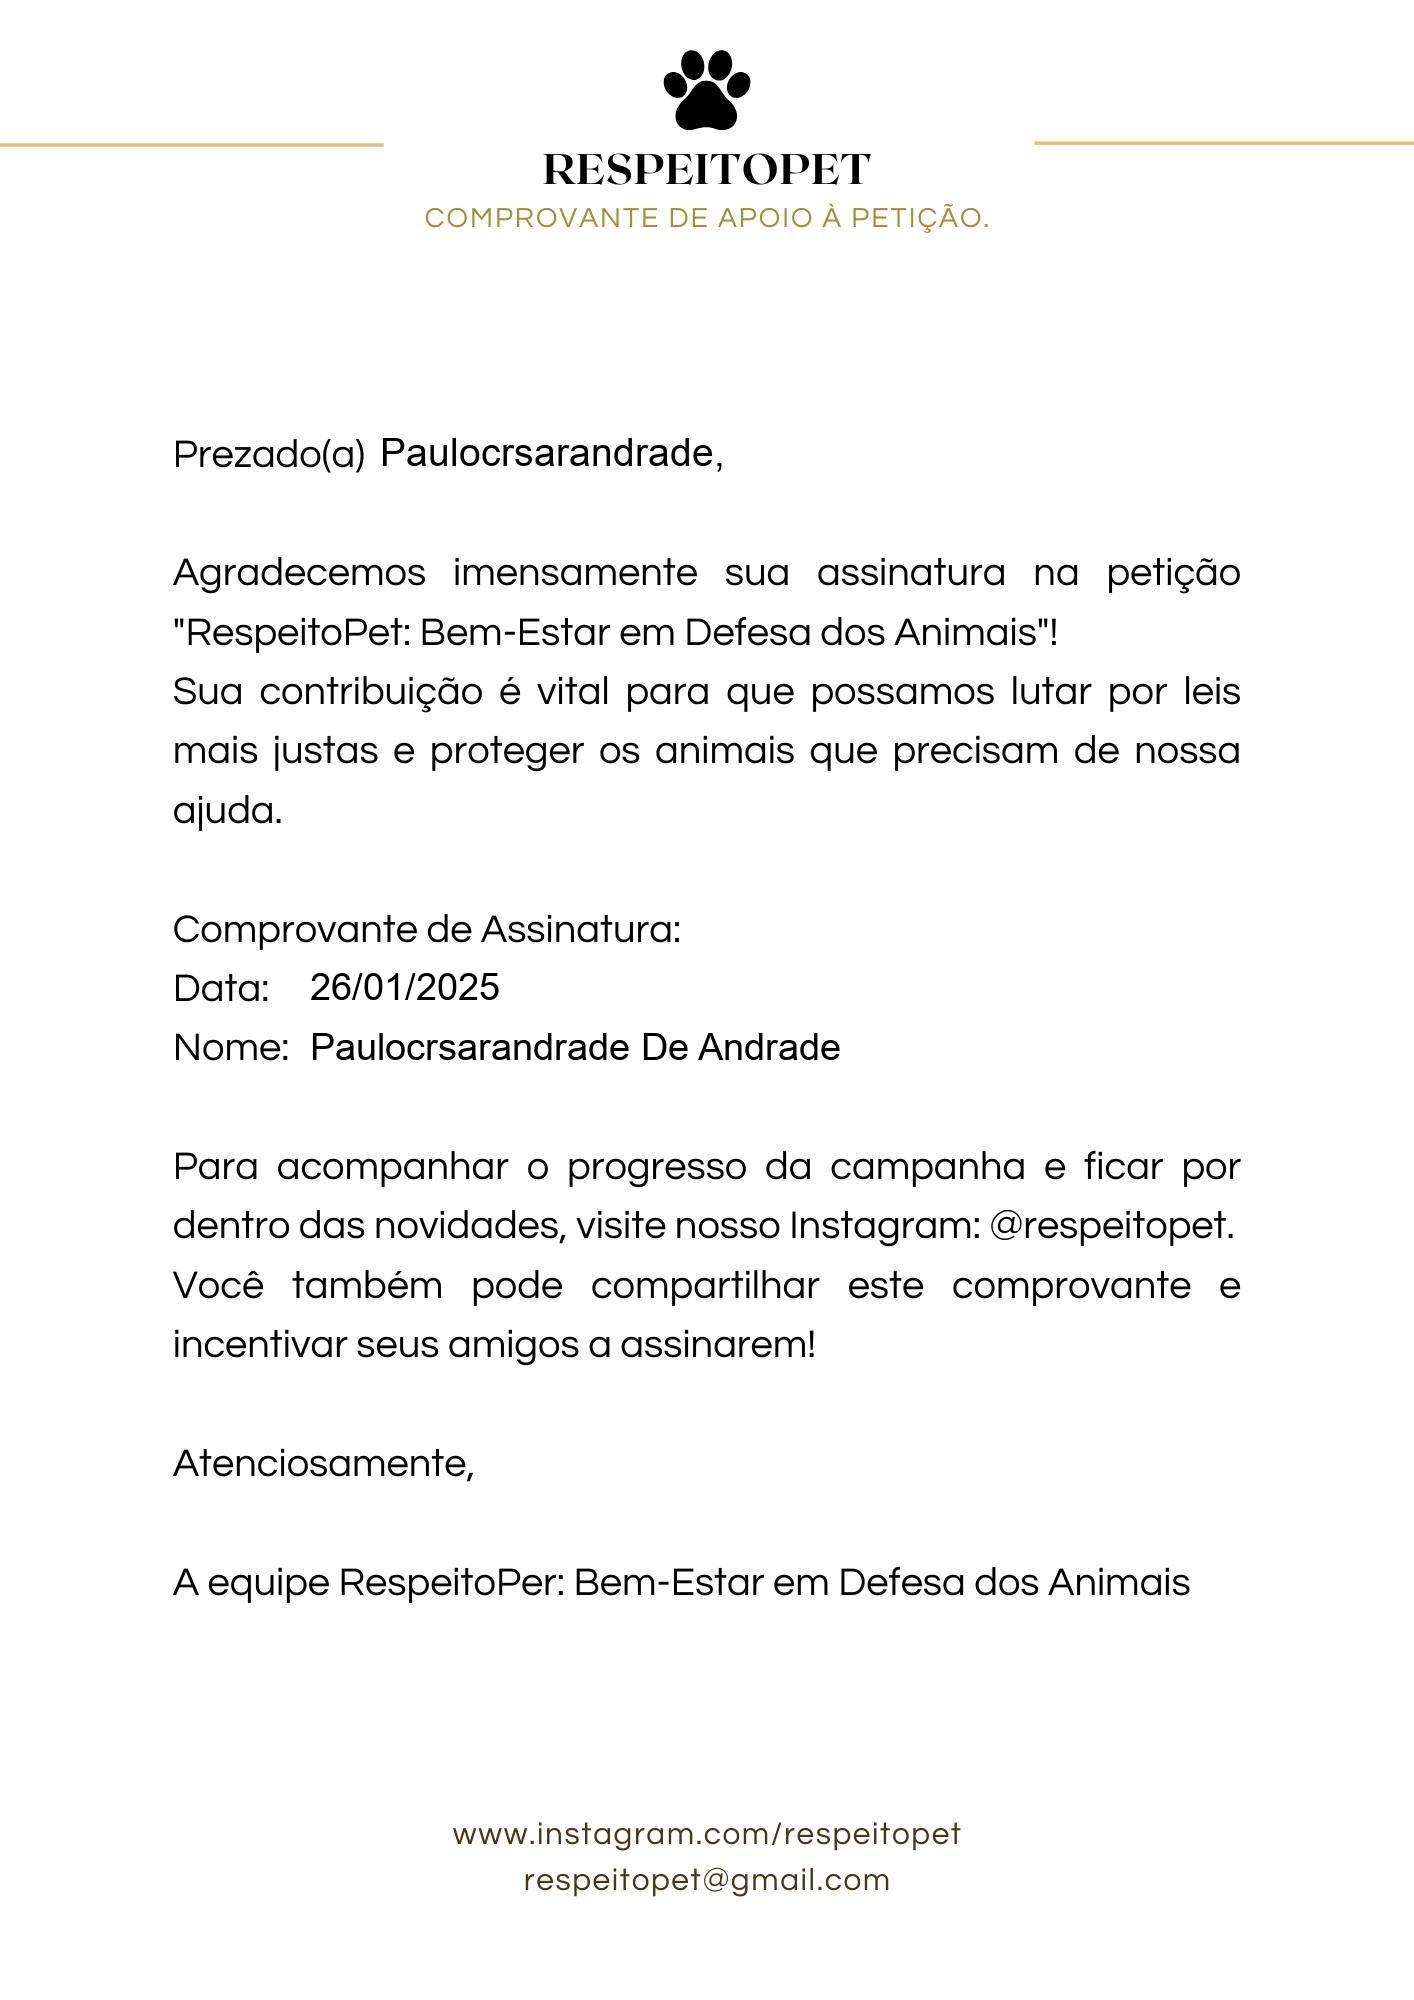 RESPEITOPET
COMPROVANTE DE APOIO À PETIÇÃO.
Prezado(a) Paulocrsarandrade,
Agradecemos imensamente sua assinatura na petição
"RespeitoPet: Bem-Estar em Defesa dos Animais"!
Sua contribuição é vital para que possamos lutar por leis
mais justas e proteger os animais que precisam de nossa
ajuda.
Comprovante de Assinatura:
Data: 26/01/2025
Nome: Paulocrsarandrade De Andrade
Para acompanhar o progresso da campanha e ficar por
dentro das novidades, visite nosso Instagram: @respeitopet.
Você também pode compartilhar este comprovante e
incentivar seus amigos a assinarem!
Atenciosamente,
A equipe RespeitoPer: Bem-Estar em Defesa dos Animais
www.instagram.com/respeitopet
respeitopet@gmail.com